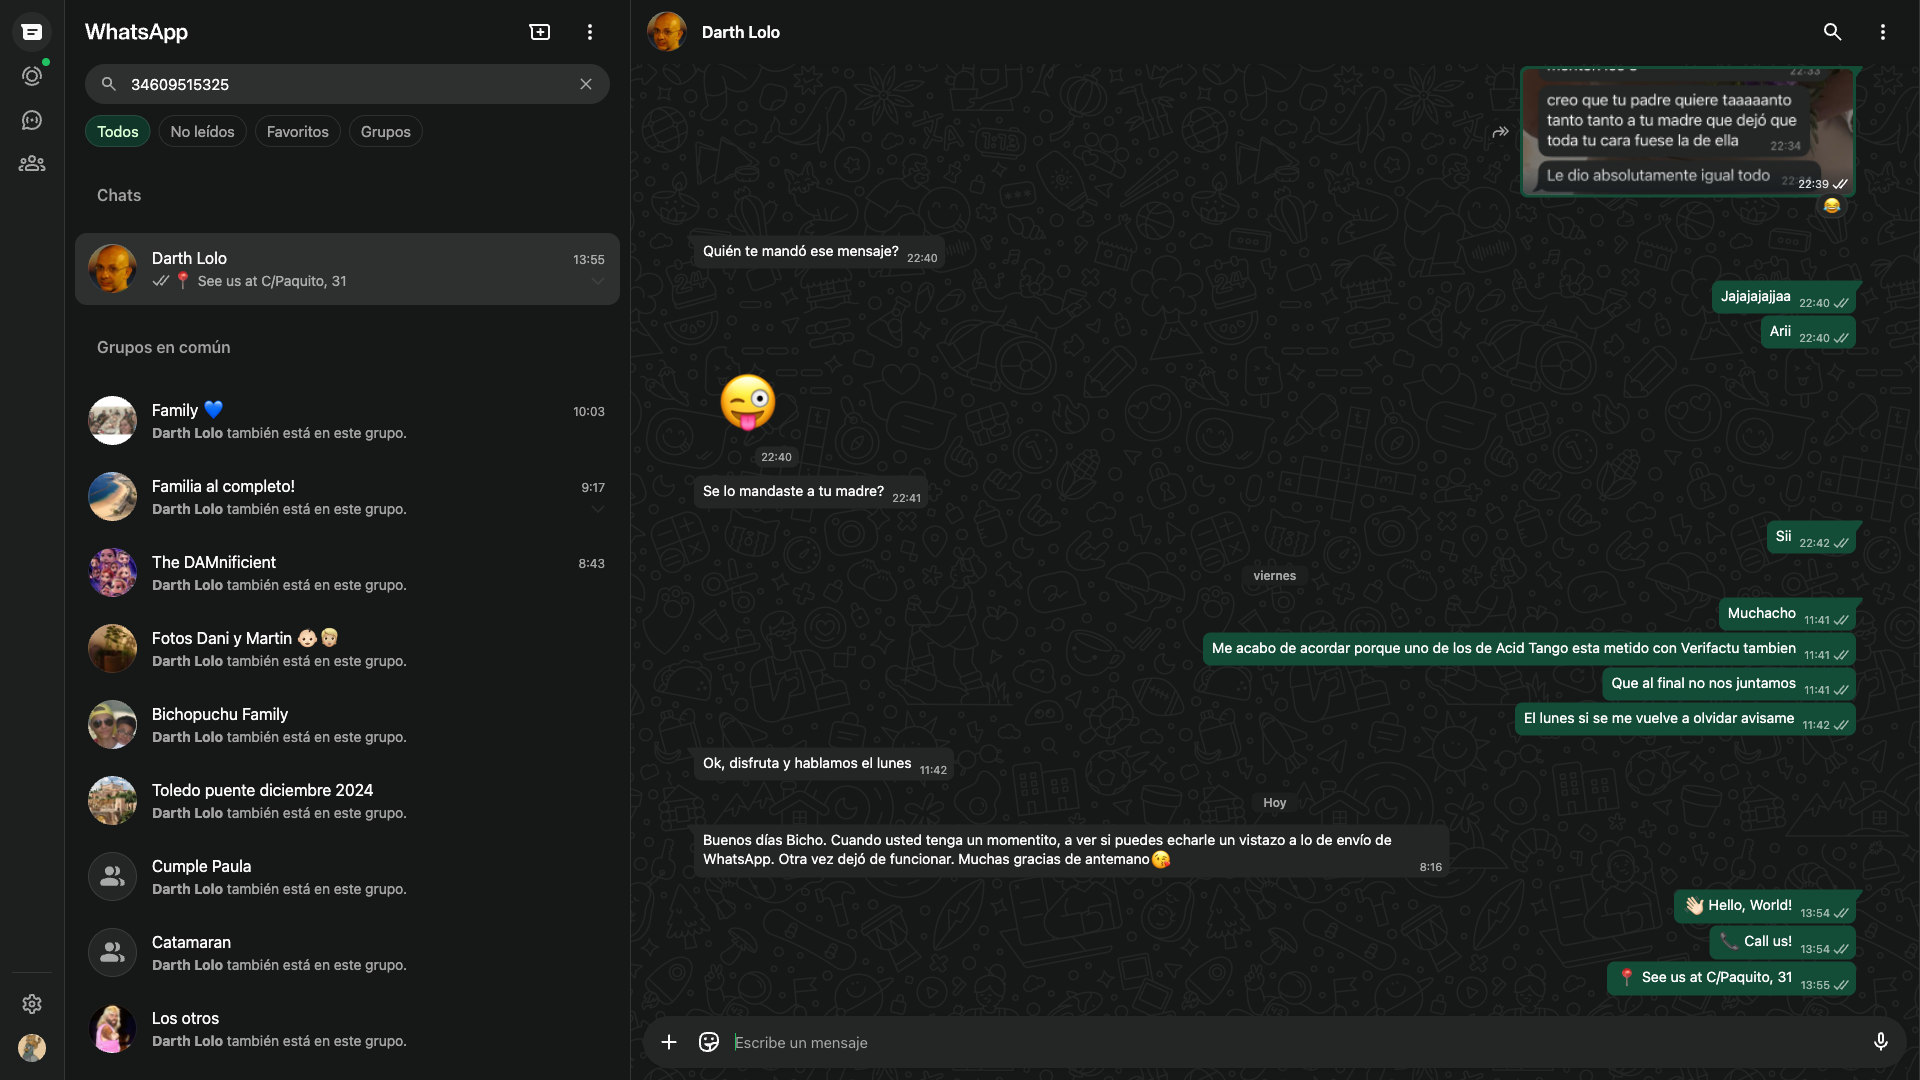 WhatsApp
34609515325
Todos
No leídos
Favoritos
Grupos
Chats
Darth Lolo
13:55
📍 See us at C/Paquito, 31
Grupos en común
Family 💙
10:03
Darth Lolo también está en este grupo.
Familia al completo!
9:17
Darth Lolo también está en este grupo.
The DAMnificient
8:43
Darth Lolo también está en este grupo.
Fotos Dani y Martin 👶🏻👦🏼
Darth Lolo también está en este grupo.
Bichopuchu Family
Darth Lolo también está en este grupo.
Toledo puente diciembre 2024
Darth Lolo también está en este grupo.
Cumple Paula
Darth Lolo también está en este grupo.
Catamaran
Darth Lolo también está en este grupo.
Los otros
Darth Lolo también está en este grupo.
Darth Lolo
22:33
creo que tu padre quiere taaaaanto
tanto tanto a tu madre que dejó que
toda tu cara fuese la de ella
22:34
Le dio absolutamente igual todo
22:39
😂
Quién te mandó ese mensaje? 22:40
Jajajajajjaa 22:40
Arii 22:40
😜
22:40
Se lo mandaste a tu madre? 22:41
Sii 22:42
viernes
Muchacho 11:41
Me acabo de acordar porque uno de los de Acid Tango esta metido con Verifactu tambien 11:41
Que al final no nos juntamos 11:41
El lunes si se me vuelve a olvidar avisame 11:42
Ok, disfruta y hablamos el lunes 11:42
Hoy
Buenos días Bicho. Cuando usted tenga un momentito, a ver si puedes echarle un vistazo a lo de envío de
WhatsApp. Otra vez dejó de funcionar. Muchas gracias de antemano😘
8:16
👋🏻 Hello, World! 13:54
📞 Call us! 13:54
📍 See us at C/Paquito, 31 13:55
Escribe un mensaje